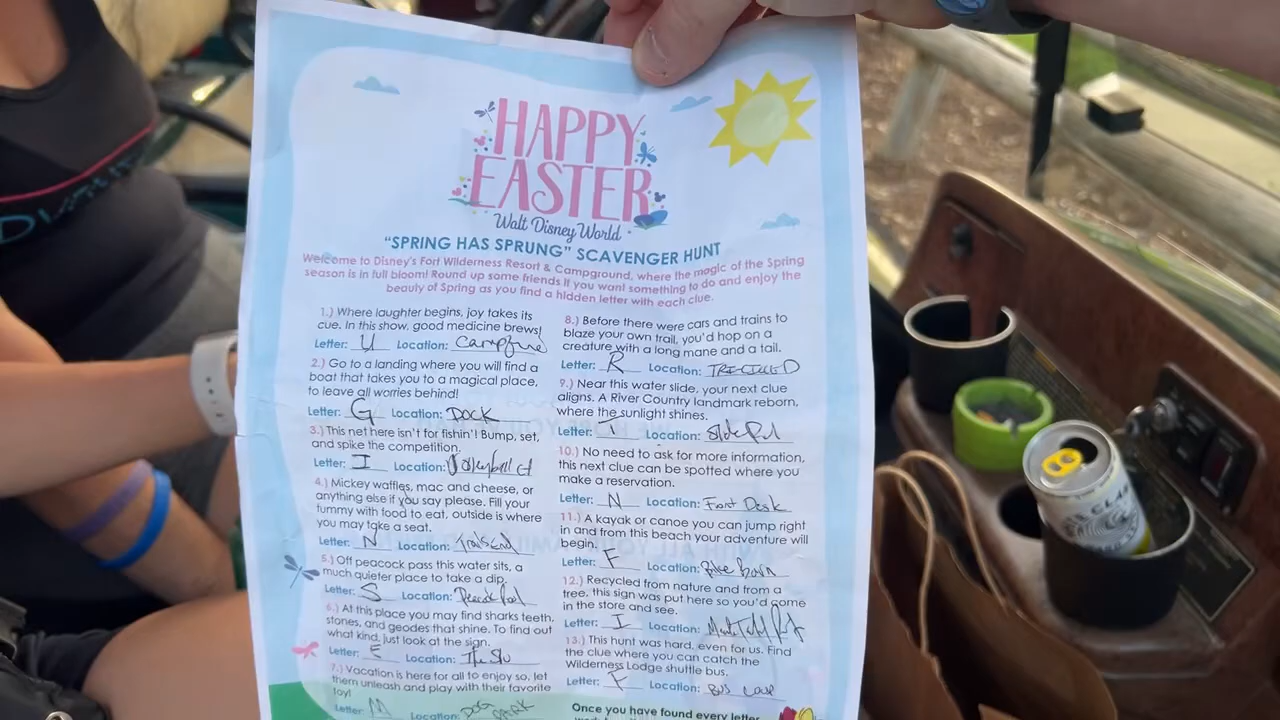 HAPPY
EASTER
Walt Disney World
"SPRING HAS SPRUNG" SCAVENGER HUNT
Welcome to Disney's Fort Wilderness Resort & Campground, where the magic of the Spring
season is in full bloom! Round up some friends if you want something to do and enjoy the
beauty of Spring as you find a hidden letter with each clue.
1.) Where laughter begins, joy takes its
cue. In this show, good medicine brews!
Letter: U Location: Campfire
2.) Go to a landing where you will find a
boat that takes you to a magical place,
to leave all worries behind!
Letter: G Location: DOCK
3.) This net here isn't for fishin'! Bump, set,
and spike the competition.
Letter: I Location: Volleyball ct
4.) Mickey waffles, mac and cheese, or
anything else if you say please. Fill your
tummy with food to eat, outside is where
you may take a seat.
Letter: N Location: Trails End
5.) Off peacock pass this water sits, a
much quieter place to take a dip.
Letter: S Location: Pool
6.) At this place you may find sharks teeth,
stones, and geodes that shine. To find out
what kind, just look at the sign.
Letter: E Location: The
7.) Vacation is here for all to enjoy so, let
them unleash and play with their favorite
toy!
Letter: M Location: Dog Park
8.) Before there were cars and trains to
blaze your own trail, you'd hop on a
creature with a long mane and a tail.
Letter: R Location:
9.) Near this water slide, your next clue
aligns. A River Country landmark reborn,
where the sunlight shines.
Letter: I Location: Slide Pool
10.) No need to ask for more information,
this next clue can be spotted where you
make a reservation.
Letter: N Location: Front Desk
11.) A kayak or canoe you can jump right
in and from this beach your adventure will
begin.
Letter: F Location: Bike Barn
12.) Recycled from nature and from a
tree, this sign was put here so you'd come
in the store and see.
Letter: I Location:
13.) This hunt was hard, even for us. Find
the clue where you can catch the
Wilderness Lodge shuttle bus.
Letter: F Location: Bus
Once you have found every letter